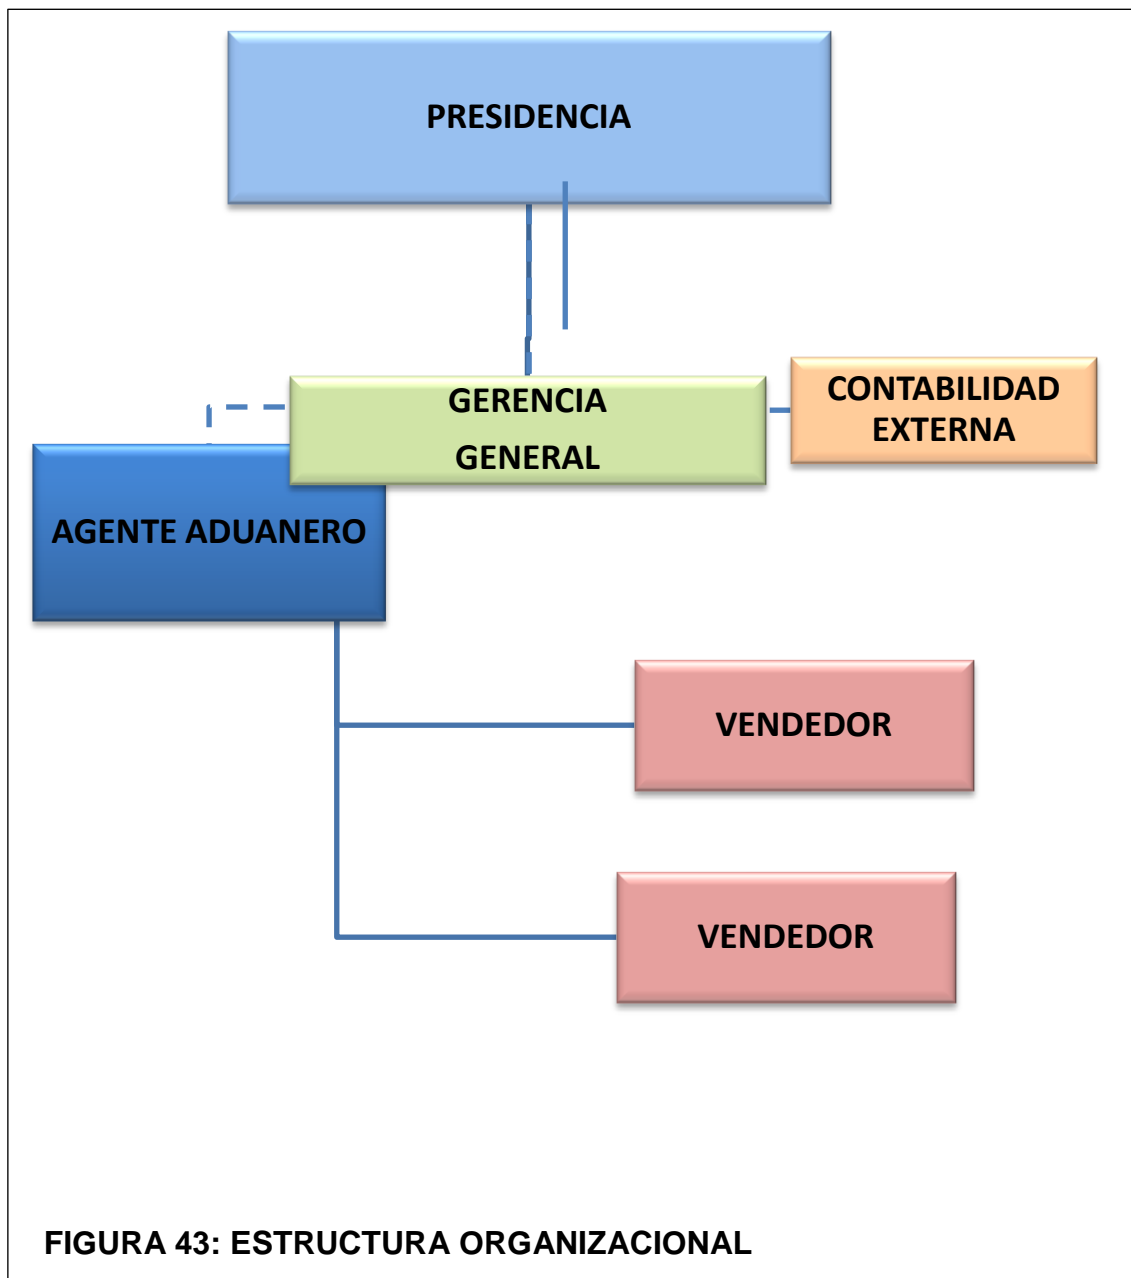 PRESIDENCIA
GERENCIA
GENERAL
CONTABILIDAD
EXTERNA
AGENTE ADUANERO
VENDEDOR
VENDEDOR
FIGURA 43: ESTRUCTURA ORGANIZACIONAL